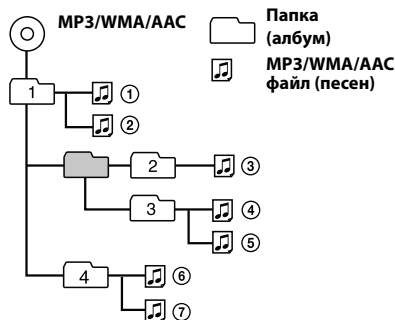 MP3/WMA/AAC
Папка
(албум)
MP3/WMA/AAC
файл (песен)
1
①
②
2
③
3
④
⑤
4
⑥
⑦